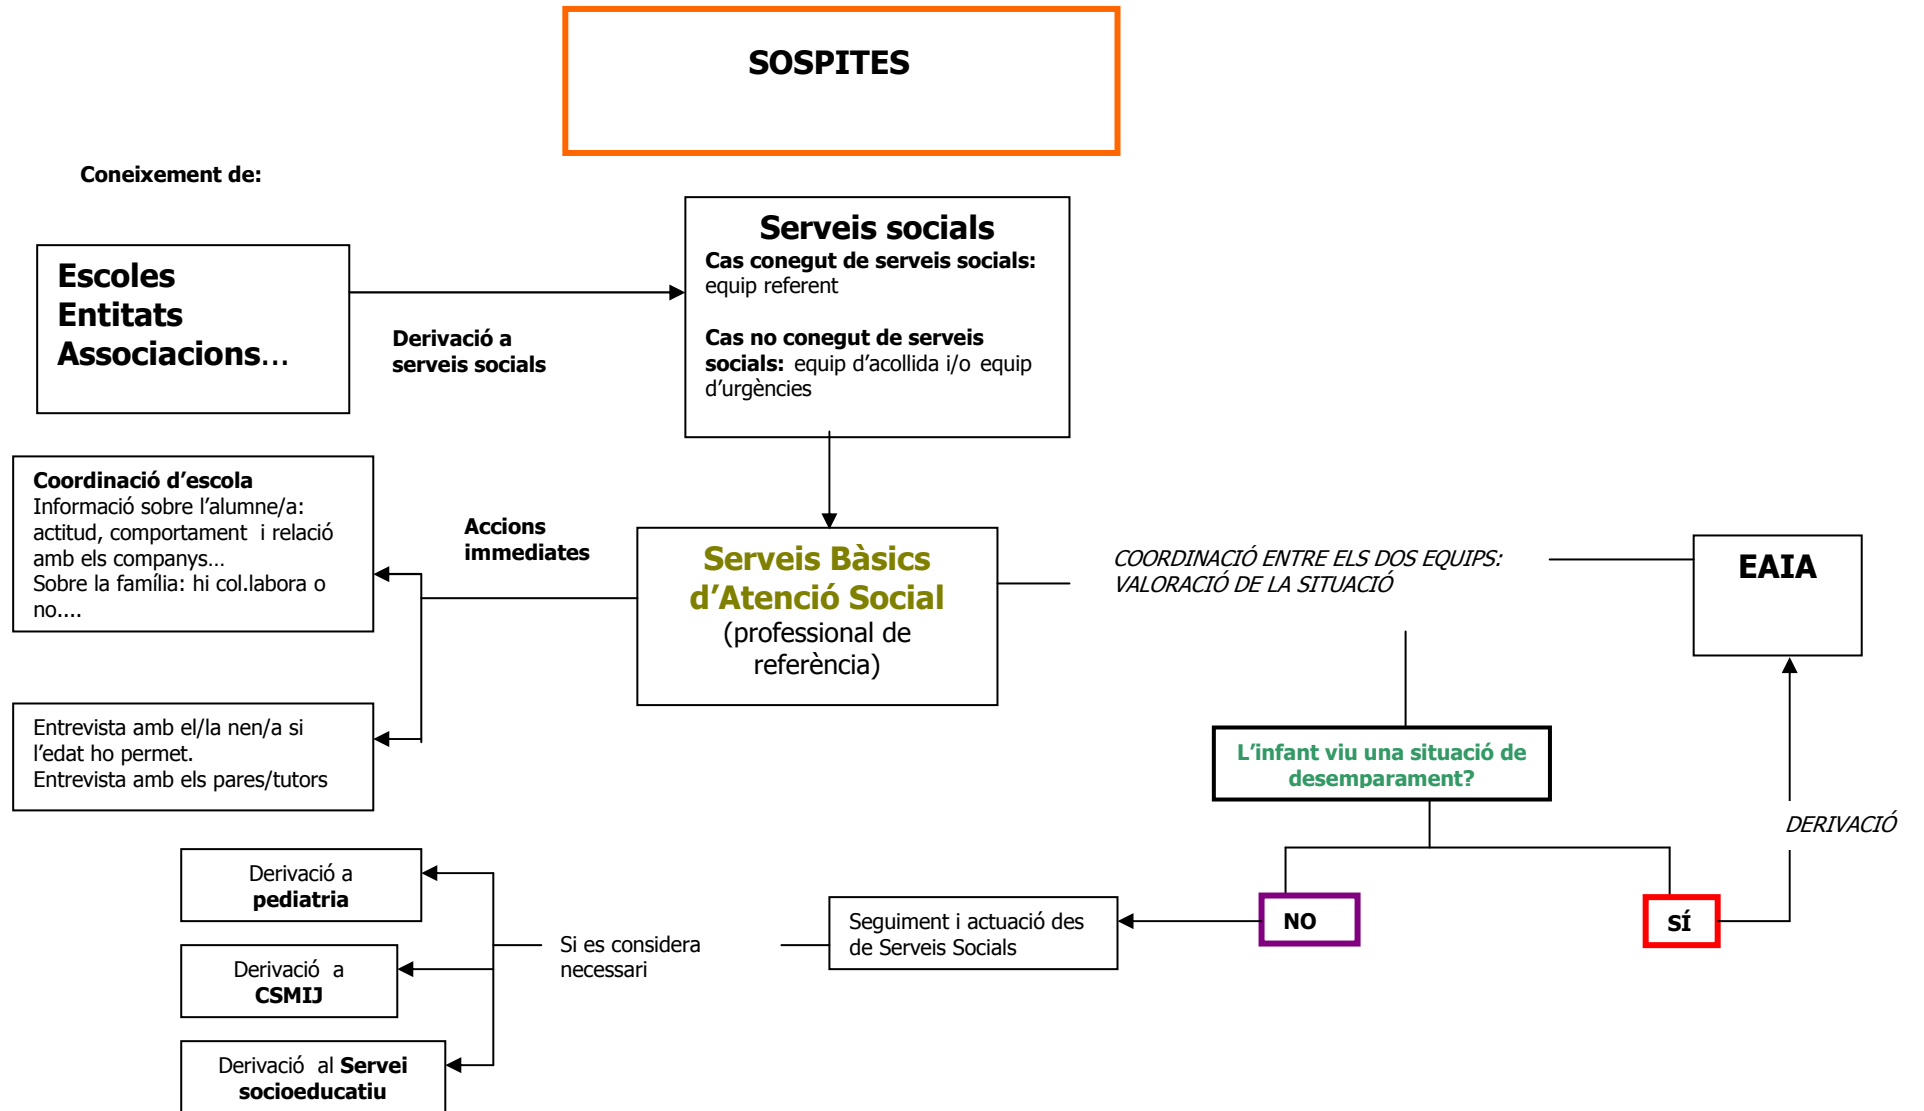 SOSPITES
Coneixement de:
Escoles
Entitats
Associacions…
Derivació a
serveis socials
Serveis socials
Cas conegut de serveis socials:
equip referent
Cas no conegut de serveis
socials: equip d’acollida i/o equip
d’urgències
Coordinació d’escola
Informació sobre l’alumne/a:
actitud, comportament i relació
amb els companys…
Sobre la família: hi col.labora o
no....
Accions
immediates
Serveis Bàsics
d’Atenció Social
(professional de
referència)
COORDINACIÓ ENTRE ELS DOS EQUIPS:
VALORACIÓ DE LA SITUACIÓ
EAIA
Entrevista amb el/la nen/a si
l’edat ho permet.
Entrevista amb els pares/tutors
L’infant viu una situació de
desemparament?
DERIVACIÓ
NO
SÍ
Seguiment i actuació des
de Serveis Socials
Si es considera
necessari
Derivació a
pediatria
Derivació a
CSMIJ
Derivació al Servei
socioeducatiu